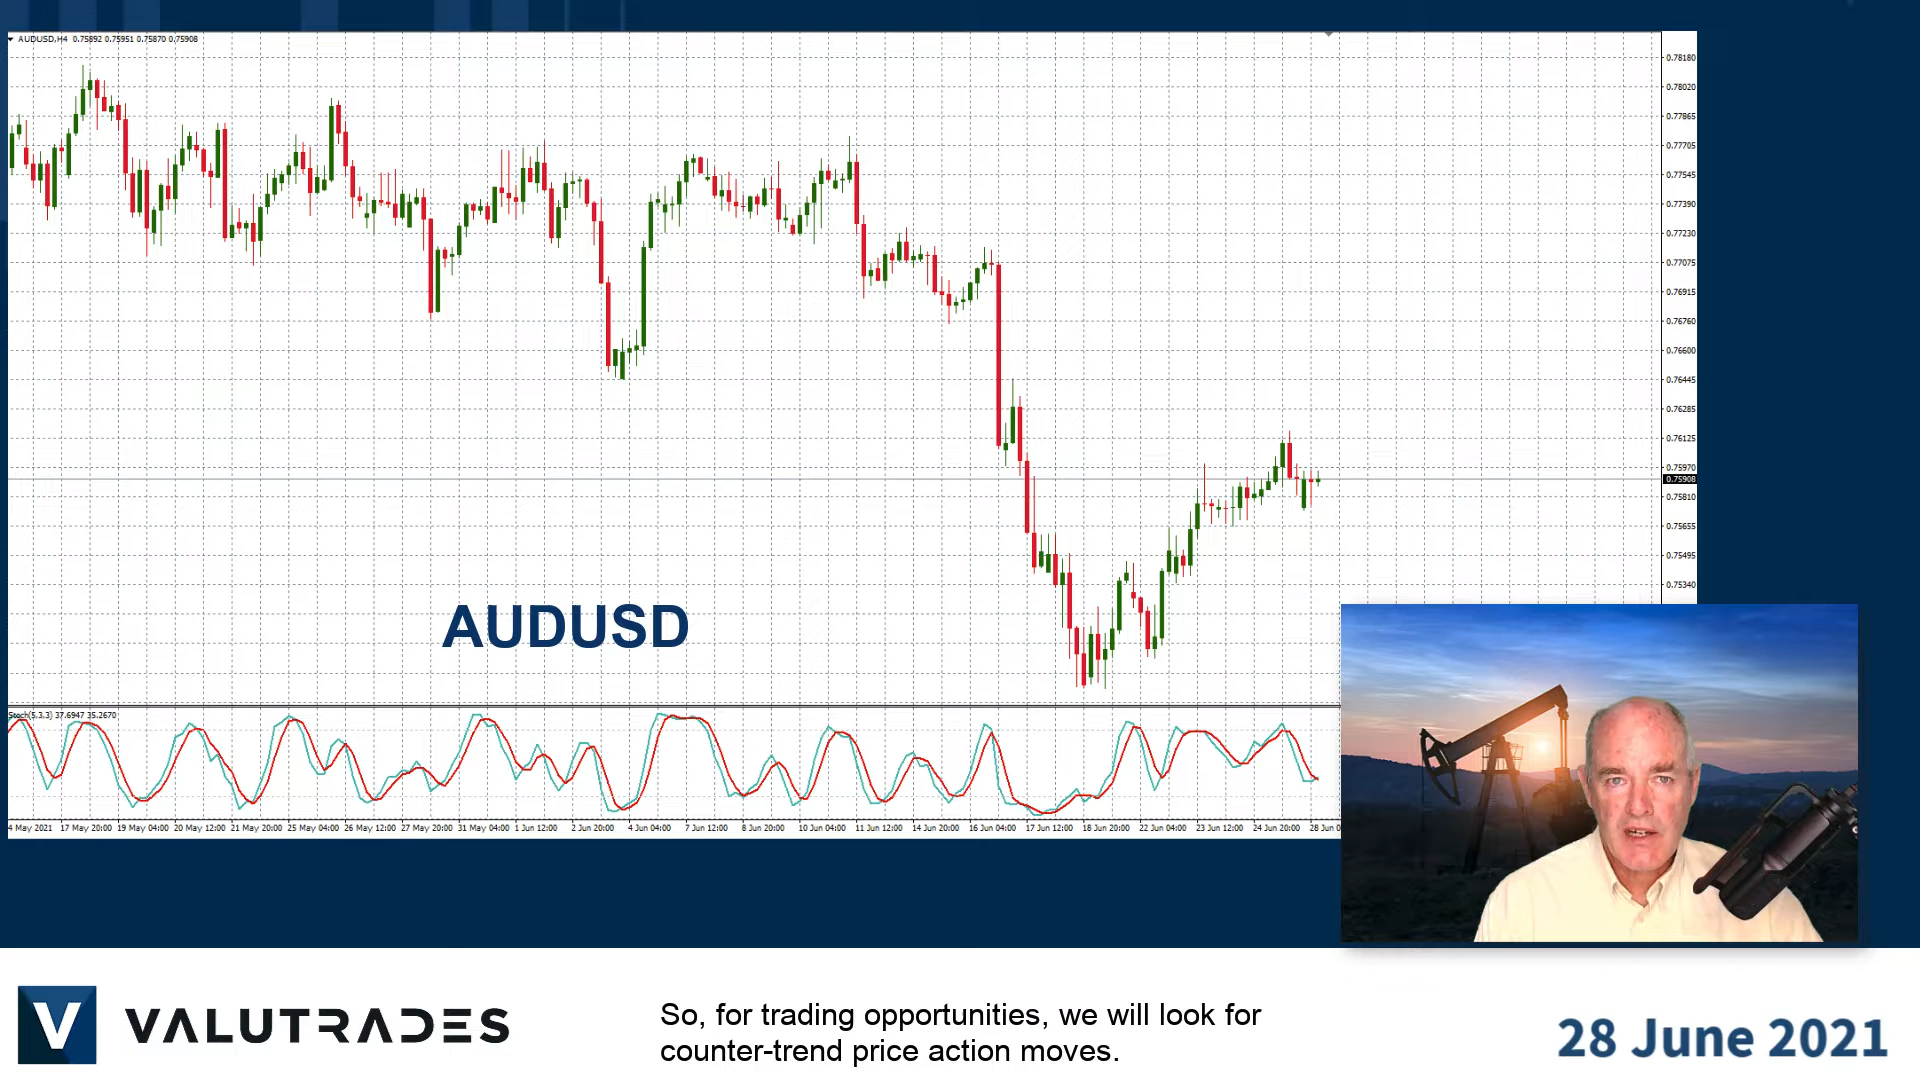 AUDUSD,H4 0.75892 0.75951 0.75870 0.75908
0.78180
0.78020
0.77865
0.77705
0.77545
0.77390
0.77230
0.77075
0.76915
0.76760
0.76600
0.76445
0.76285
0.76125
0.75970
0.75908
0.75810
0.75655
0.75495
0.75340
AUDUSD
Stoch(5,3,3) 37.6947 35.2670
4 May 2021 17 May 20:00 19 May 04:00 20 May 12:00 21 May 20:00 25 May 04:00 26 May 12:00 27 May 20:00 31 May 04:00 1 Jun 12:00 2 Jun 20:00 4 Jun 04:00 7 Jun 12:00 8 Jun 20:00 10 Jun 04:00 11 Jun 12:00 14 Jun 20:00 16 Jun 04:00 17 Jun 12:00 18 Jun 20:00 22 Jun 04:00 23 Jun 12:00 24 Jun 20:00 28 Jun 0
V VALUTRADES
So, for trading opportunities, we will look for
counter-trend price action moves.
28 June 2021